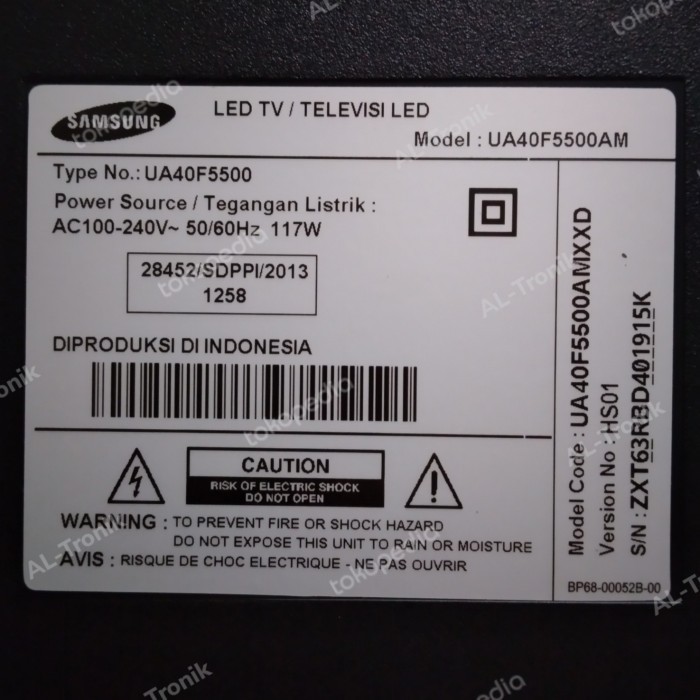 SAMSUNG
LED TV / TELEVISI LED
Model : UA40F5500AM
Type No.: UA40F5500
Power Source / Tegangan Listrik :
AC100-240V~ 50/60Hz 117W
28452/SDPPI/2013
1258
DIPRODUKSI DI INDONESIA
CAUTION
RISK OF ELECTRIC SHOCK
DO NOT OPEN
WARNING : TO PREVENT FIRE OR SHOCK HAZARD
DO NOT EXPOSE THIS UNIT TO RAIN OR MOISTURE
AVIS : RISQUE DE CHOC ELECTRIQUE - NE PAS OUVRIR
Model Code : UA40F5500AMXXD
Version No : HS01
S/N : ZXT63RBD401915K
BP68-00052B-00
tokopedia
AL-Tronik